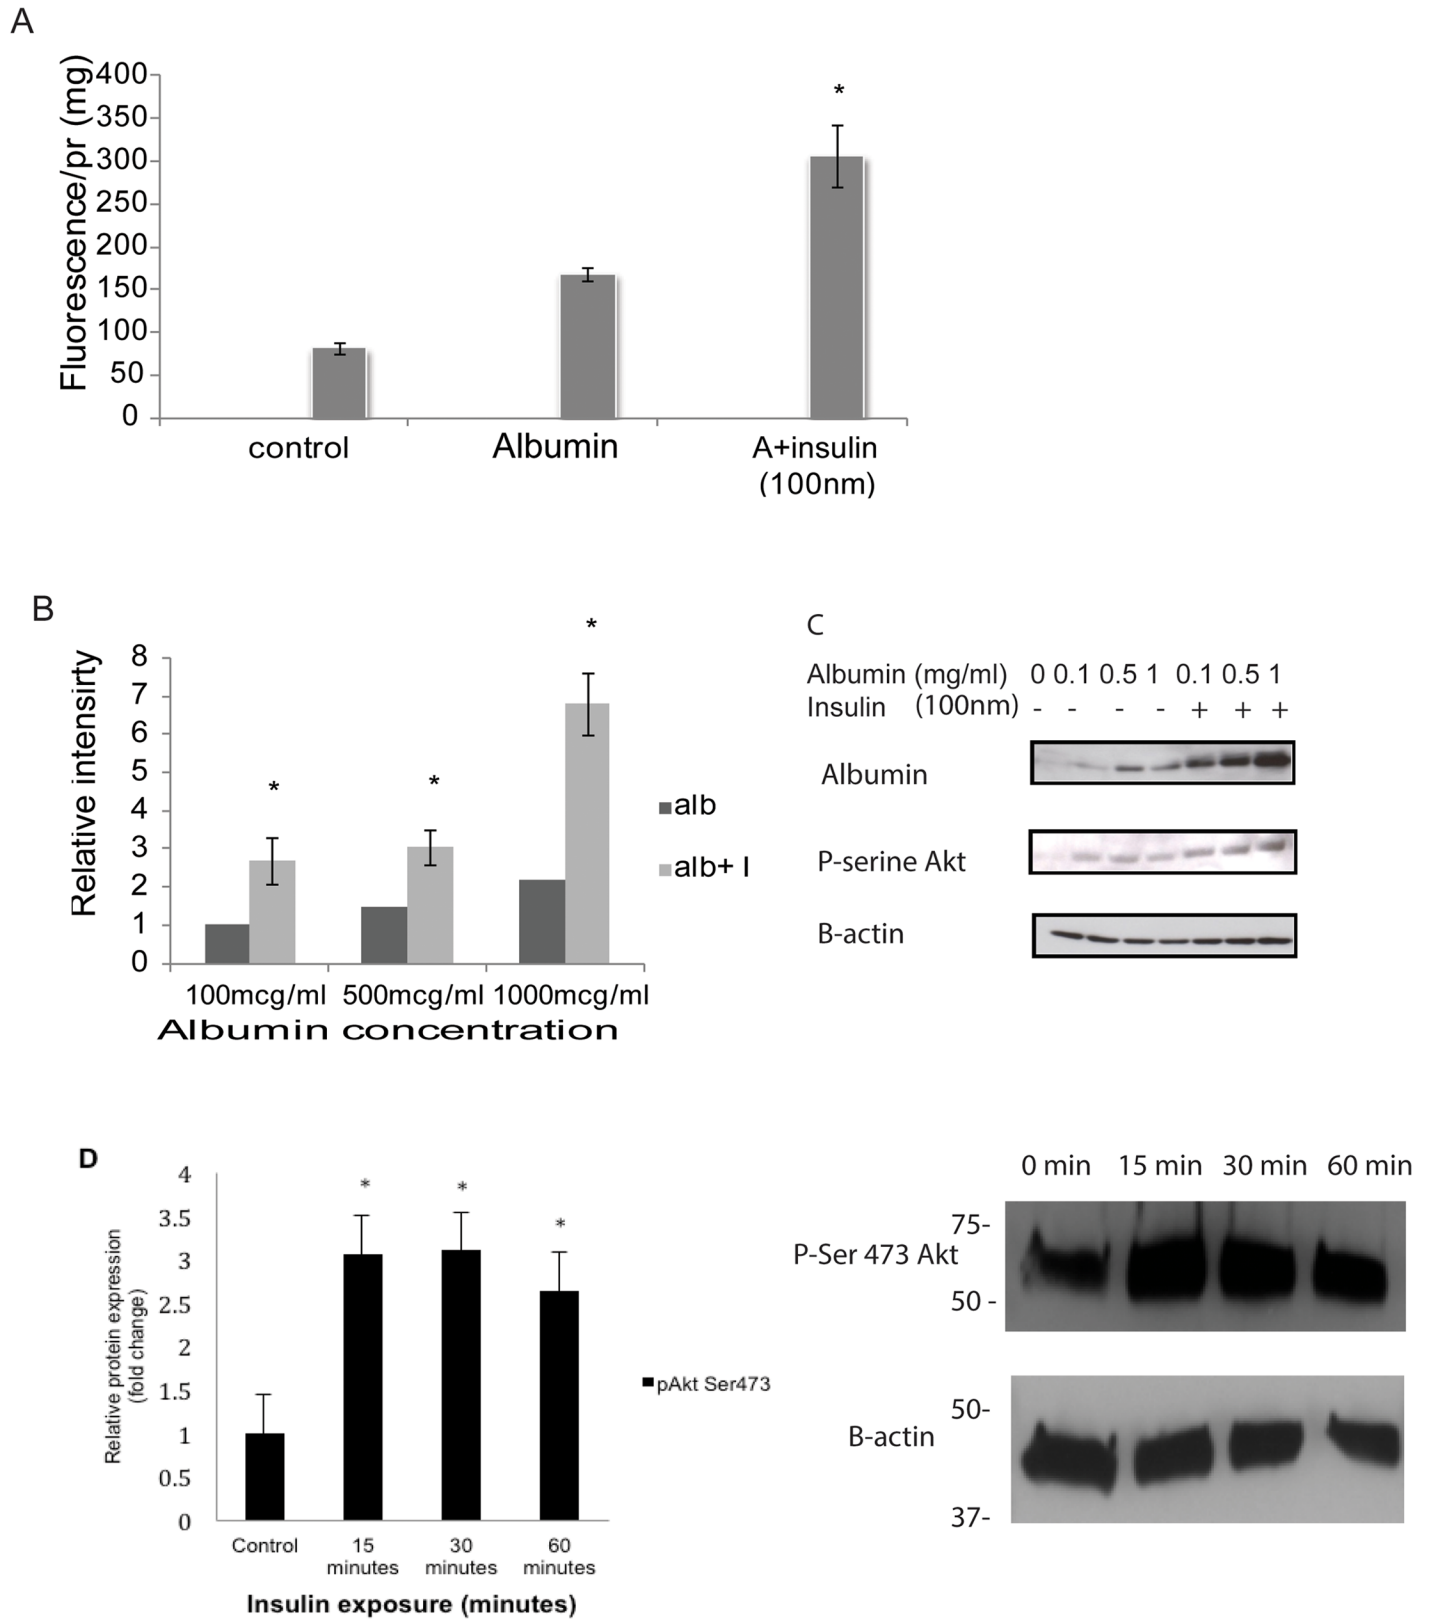 A
Fluorescence/pr (mg)
400
350
300
250
200
150
100
50
0
*
control
Albumin
A+insulin
(100nm)
B
Relative intensirty
8
7
6
5
4
3
2
1
0
*
*
*
alb
alb+ I
100mcg/ml 500mcg/ml 1000mcg/ml
Albumin concentration
C
Albumin (mg/ml) 0 0.1 0.5 1 0.1 0.5 1
Insulin (100nm) - - - - + + +
Albumin
P-serine Akt
B-actin
D
Relative protein expression
(fold change)
4
3.5
3
2.5
2
1.5
1
0.5
0
*
*
*
pAkt Ser473
Control
15
minutes
30
minutes
60
minutes
Insulin exposure (minutes)
0 min 15 min 30 min 60 min
75-
P-Ser 473 Akt
50 -
50-
B-actin
37-